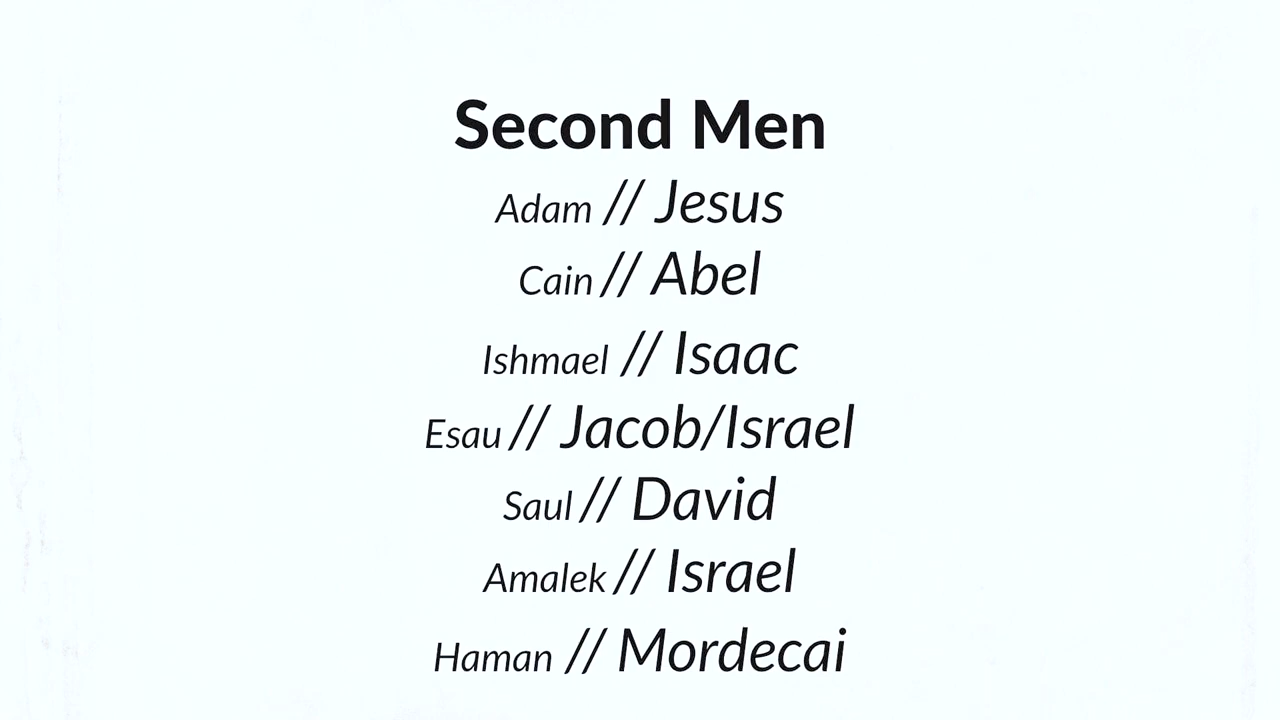 Second Men
Adam // Jesus
Cain // Abel
Ishmael // Isaac
Esau // Jacob/Israel
Saul // David
Amalek // Israel
Haman // Mordecai